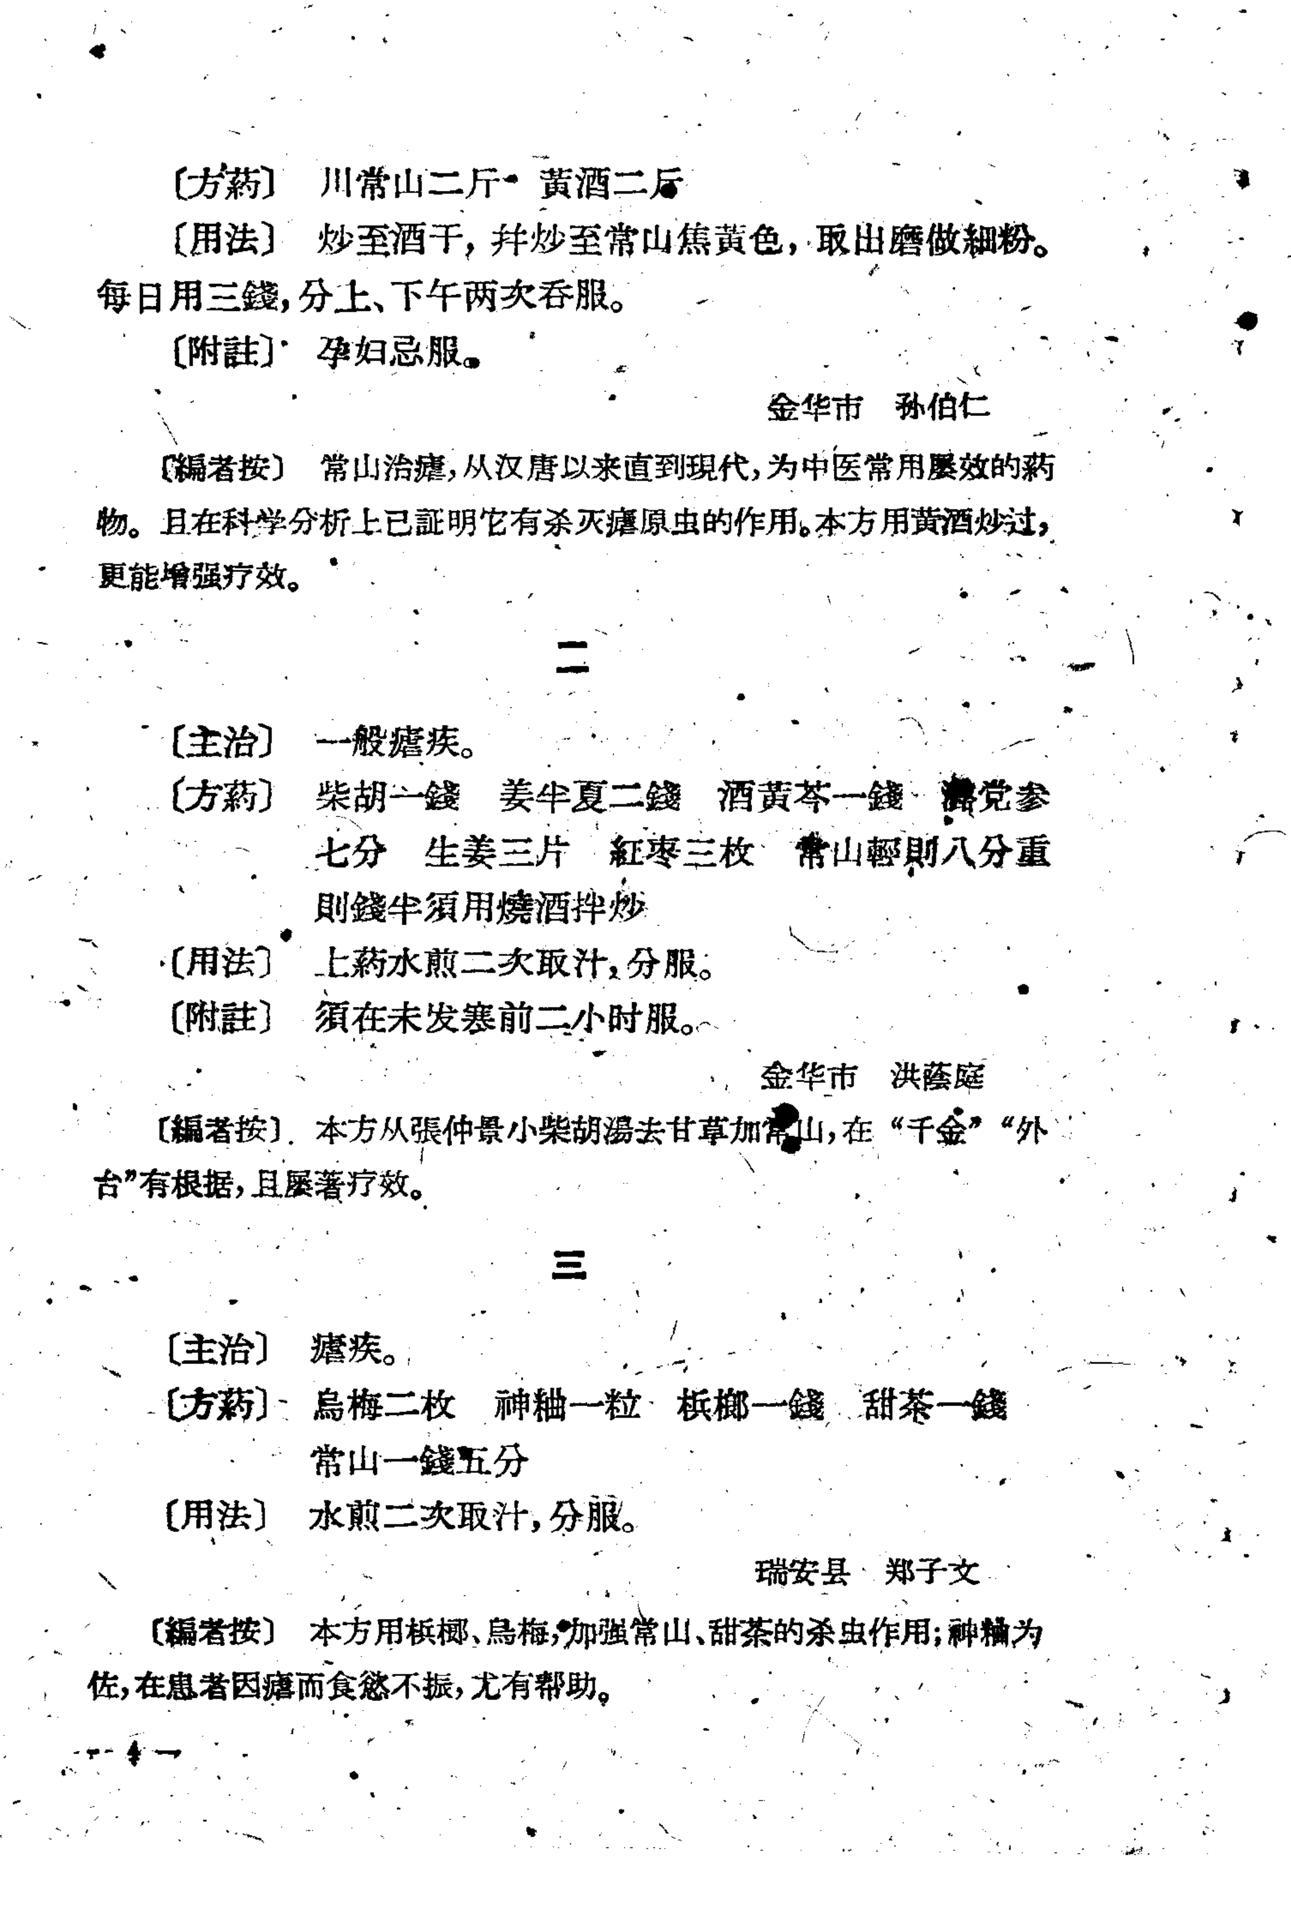 〔方葯〕 川常山二斤 黃酒二斤
〔用法〕 炒至酒干，幷炒至常山焦黃色，取出磨做細粉。
每日用三錢，分上、下午两次吞服。
〔附註〕 孕妇忌服。
金华市 孙伯仁
〔編者按〕 常山治瘧，从汉唐以来直到現代，为中医常用屡效的葯
物。且在科学分析上已証明它有杀灭瘧原虫的作用。本方用黄酒炒过，
更能增强疗效。
二
〔主治〕 一般瘧疾。
〔方葯〕 柴胡一錢 姜半夏二錢 酒黃芩一錢 潞党参
七分 生姜三片 紅枣三枚 常山輕則八分重
則錢半須用燒酒拌炒
〔用法〕 上葯水煎二次取汁，分服。
〔附註〕 須在未发寒前二小时服。
金华市 洪蔭庭
〔編者按〕 本方从張仲景小柴胡湯去甘草加常山，在“千金”“外
台”有根据，且屡著疗效。
三
〔主治〕 瘧疾。
〔方葯〕 烏梅二枚 神粬一粒 梹榔一錢 甜茶一錢
常山一錢五分
〔用法〕 水煎二次取汁，分服。
瑞安县 郑子文
〔編者按〕 本方用梹榔、烏梅，加强常山、甜茶的杀虫作用；神粬为
佐，在患者因瘧而食慾不振，尤有帮助。
— 4 —